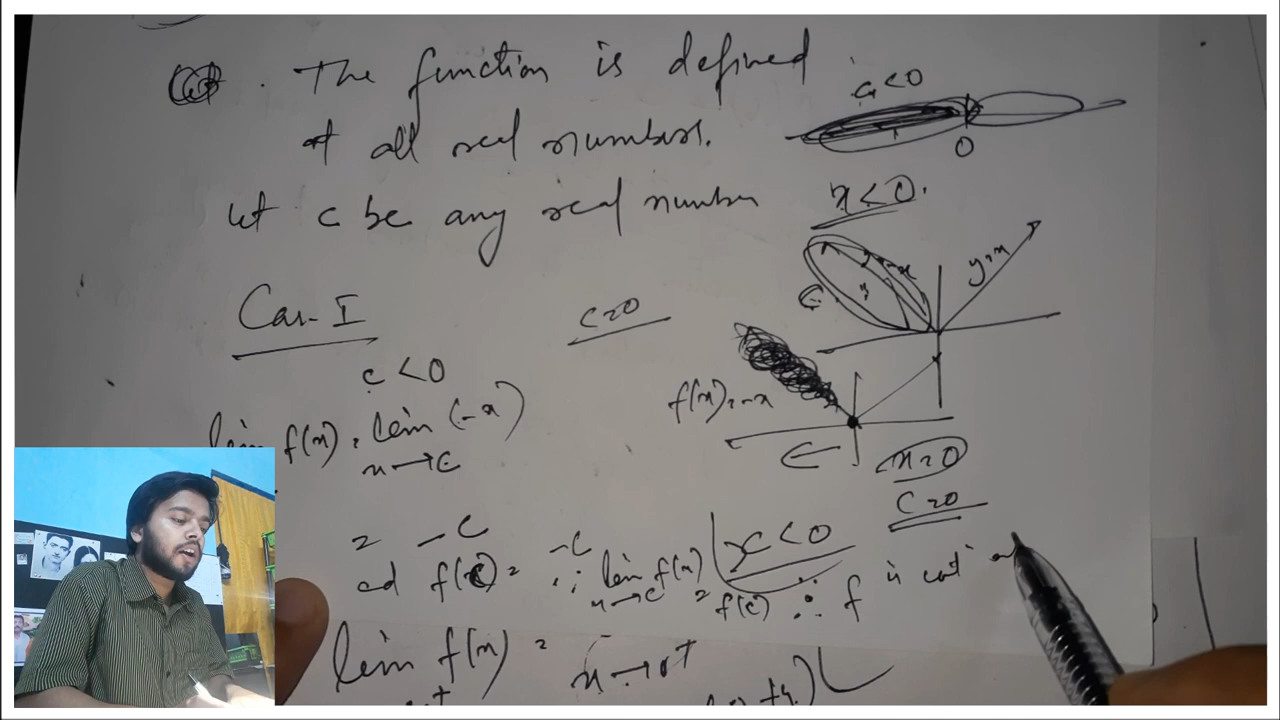 The function is defined
at all real numbers.
let c be any real number
Case-I
c < 0
lim f(x) = lim (-x)
x→c
= -c
and f(c) = -c
∴ lim f(x)
x→c
= f(c)
∴ f is cont
lim f(x) =
x→0+
c = 0
c < 0
0
x < 0.
y = -x
y = x
c
f(x) = -x
x = 0
c = 0
x < 0